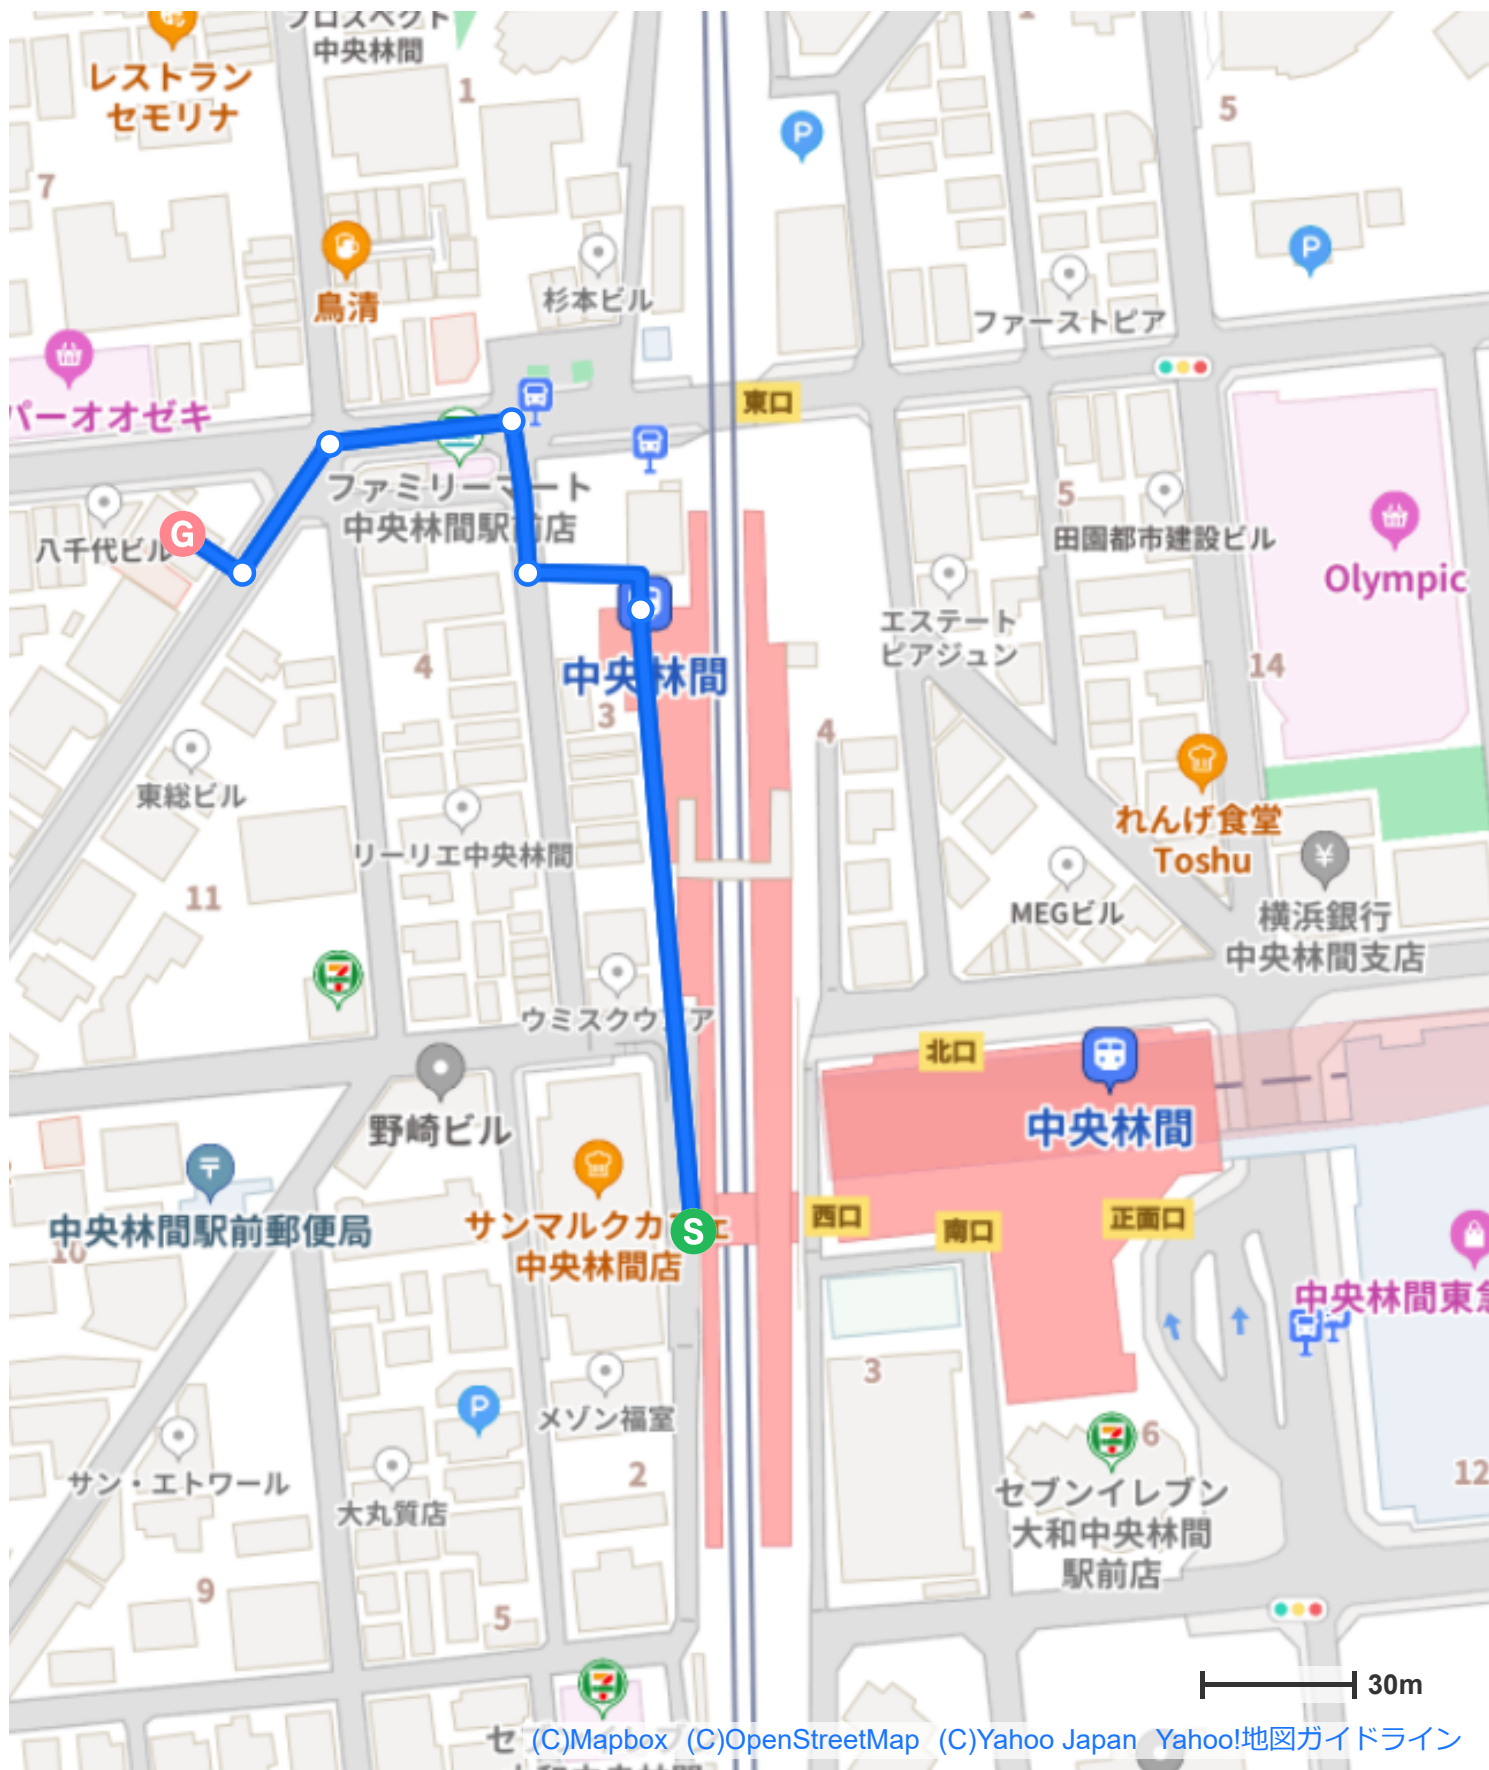 プロスペクト
中央林間
レストラン
セモリナ
1
5
7
P
P
鳥清
杉本ビル
ファーストピア
パーオオゼキ
東口
ファミリーマート
中央林間駅前店
5
田園都市建設ビル
八千代ビル
G
Olympic
エステート
ピアジュン
4
中央林間
14
3
4
東総ビル
リーリエ中央林間
れんげ食堂
Toshu
11
MEGビル
横浜銀行
中央林間支店
ウミスクウェア
北口
野崎ビル
中央林間
中央林間駅前郵便局
10
サンマルクカフェ
中央林間店
S
西口
南口
正面口
中央林間東急
3
P
メゾン福室
6
サン・エトワール
2
大丸質店
12
セブンイレブン
大和中央林間
駅前店
9
5
30m
(C)Mapbox (C)OpenStreetMap (C)Yahoo Japan Yahoo!地図ガイドライン